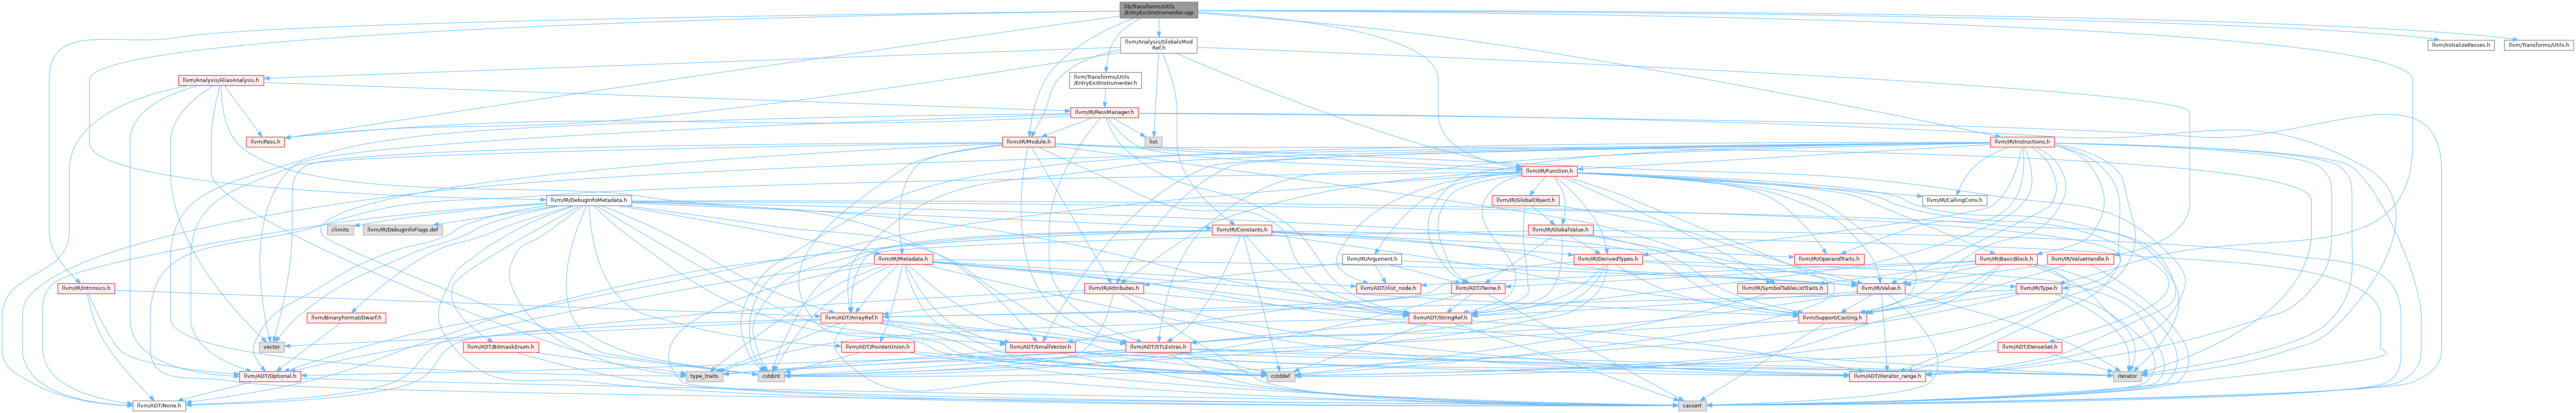 lib/Transforms/Utils
/EntryExitInstrumenter.cpp
llvm/Analysis/GlobalsMod
Ref.h
llvm/InitializePasses.h
llvm/Transforms/Utils.h
llvm/Analysis/AliasAnalysis.h
llvm/Transforms/Utils
/EntryExitInstrumenter.h
llvm/IR/PassManager.h
llvm/Pass.h
llvm/IR/Module.h
list
llvm/IR/Instructions.h
llvm/IR/Function.h
llvm/IR/DebugInfoMetadata.h
llvm/IR/GlobalObject.h
llvm/IR/CallingConv.h
climits
llvm/IR/DebugInfoFlags.def
llvm/IR/Constants.h
llvm/IR/GlobalValue.h
llvm/IR/Metadata.h
llvm/IR/Argument.h
llvm/IR/DerivedTypes.h
llvm/IR/OperandTraits.h
llvm/IR/BasicBlock.h
llvm/IR/ValueHandle.h
llvm/IR/Intrinsics.h
llvm/IR/Attributes.h
llvm/ADT/ilist_node.h
llvm/ADT/Twine.h
llvm/IR/SymbolTableListTraits.h
llvm/IR/Value.h
llvm/IR/Type.h
llvm/BinaryFormat/Dwarf.h
llvm/ADT/ArrayRef.h
llvm/ADT/StringRef.h
llvm/Support/Casting.h
vector
llvm/ADT/BitmaskEnum.h
llvm/ADT/PointerUnion.h
llvm/ADT/SmallVector.h
llvm/ADT/STLExtras.h
llvm/ADT/DenseSet.h
llvm/ADT/Optional.h
type_traits
cstdint
cstddef
llvm/ADT/iterator_range.h
iterator
llvm/ADT/None.h
cassert